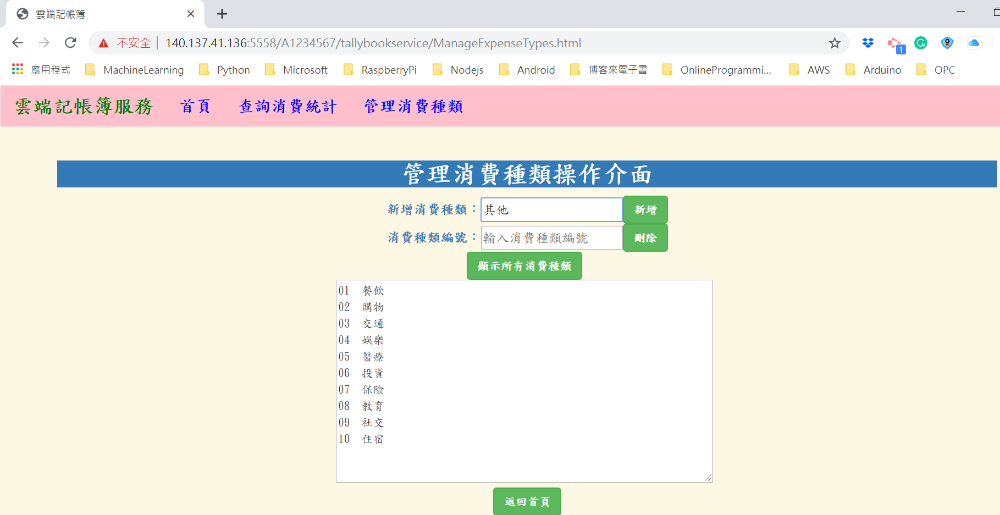 雲端記帳簿
不安全 | 140.137.41.136:5558/A1234567/tallybookservice/ManageExpenseTypes.html
1
應用程式 MachineLearning Python Microsoft RaspberryPi Nodejs Android 博客來電子書 OnlineProgrammi... AWS Arduino OPC
雲端記帳簿服務 首頁 查詢消費統計 管理消費種類
管理消費種類操作介面
新增消費種類：其他 新增
消費種類編號：輸入消費種類編號 刪除
顯示所有消費種類
01 餐飲
02 購物
03 交通
04 娛樂
05 醫療
06 投資
07 保險
08 教育
09 社交
10 住宿
返回首頁